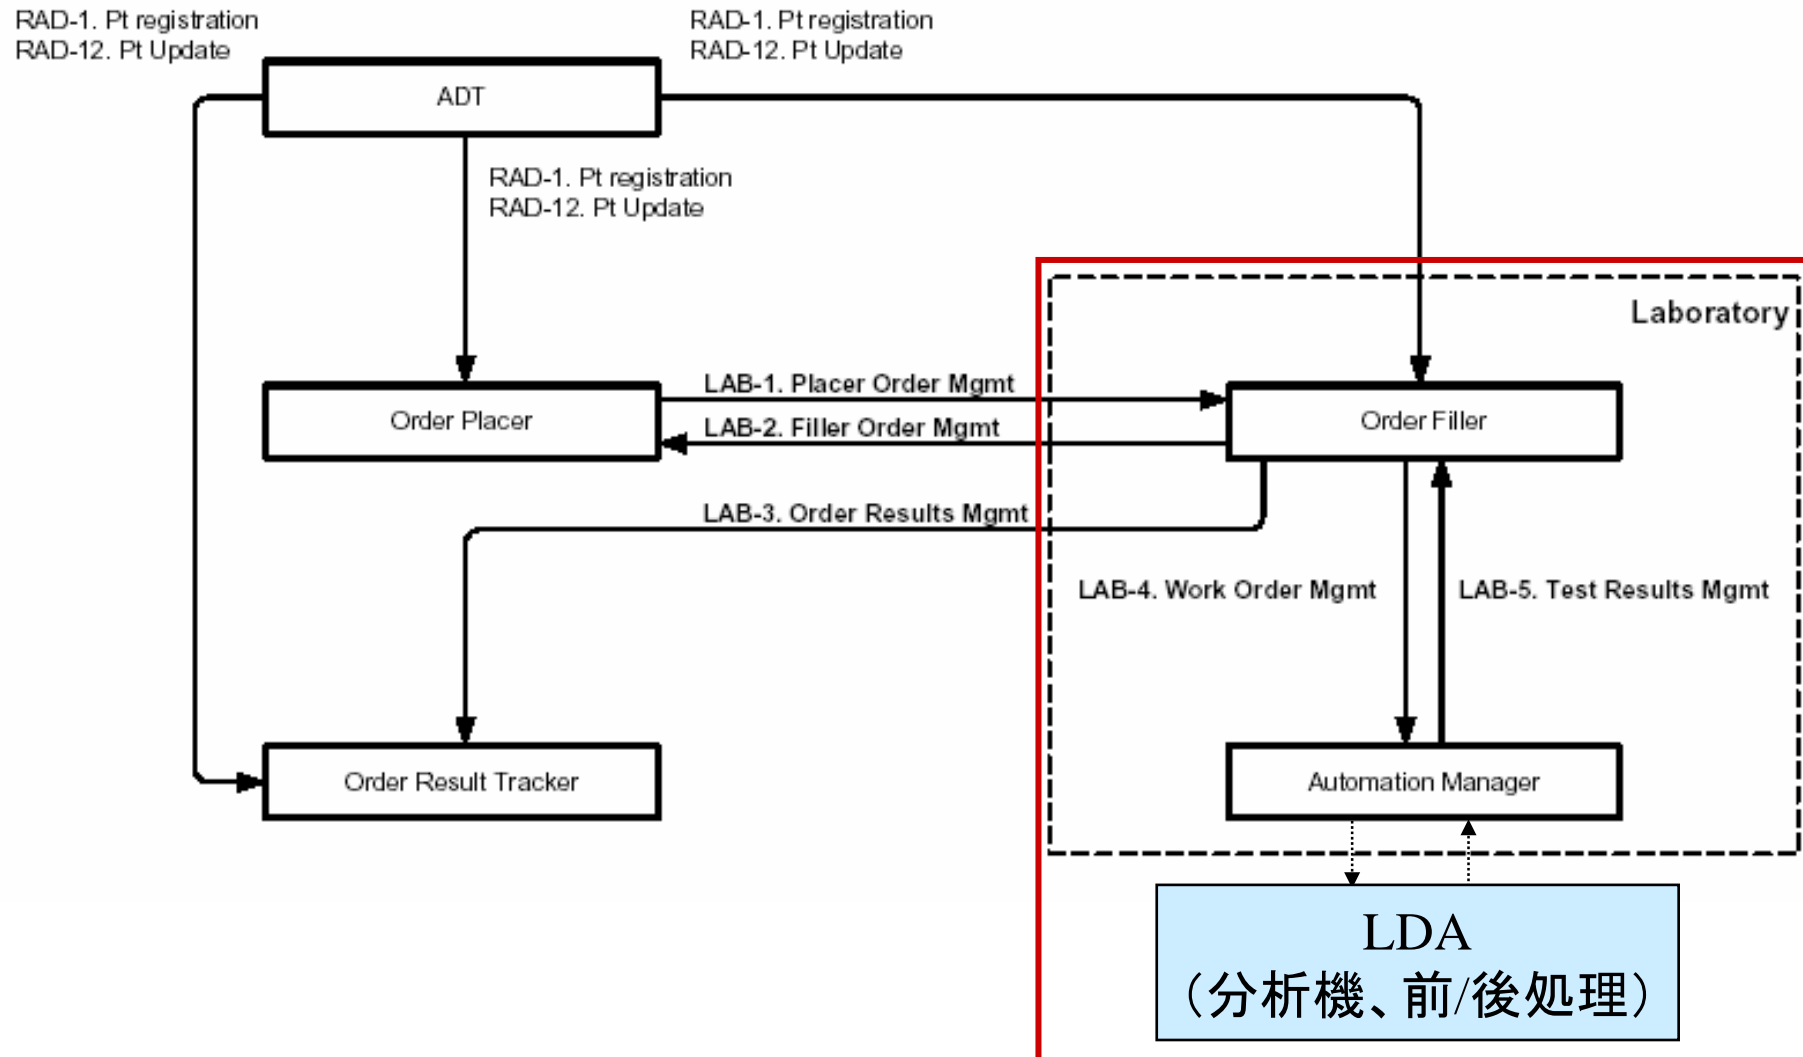 RAD-1. Pt registration
RAD-12. Pt Update
RAD-1. Pt registration
RAD-12. Pt Update
ADT
RAD-1. Pt registration
RAD-12. Pt Update
Laboratory
LAB-1. Placer Order Mgmt
Order Placer
Order Filler
LAB-2. Filler Order Mgmt
LAB-3. Order Results Mgmt
LAB-4. Work Order Mgmt
LAB-5. Test Results Mgmt
Order Result Tracker
Automation Manager
LDA
（分析機、前/後処理）